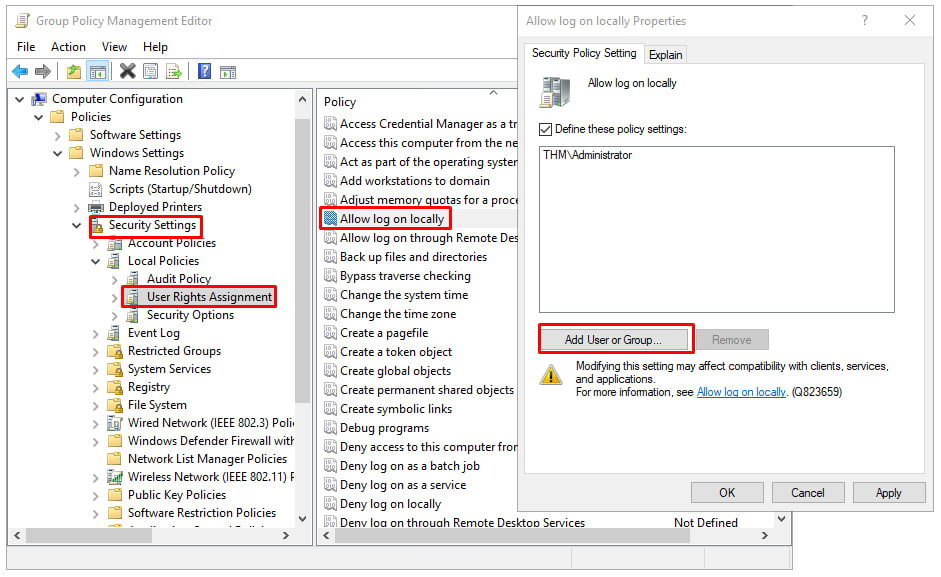 Group Policy Management Editor
File Action View Help
Computer Configuration
Policies
Software Settings
Windows Settings
Name Resolution Policy
Scripts (Startup/Shutdown)
Deployed Printers
Security Settings
Account Policies
Local Policies
Audit Policy
User Rights Assignment
Security Options
Event Log
Restricted Groups
System Services
Registry
File System
Wired Network (IEEE 802.3) Polic
Windows Defender Firewall with
Network List Manager Policies
Wireless Network (IEEE 802.11) P
Public Key Policies
Software Restriction Policies
Policy
Access Credential Manager as a tr
Access this computer from the ne
Act as part of the operating system
Add workstations to domain
Adjust memory quotas for a proce
Allow log on locally
Allow log on through Remote Des
Back up files and directories
Bypass traverse checking
Change the system time
Change the time zone
Create a pagefile
Create a token object
Create global objects
Create permanent shared objects
Create symbolic links
Debug programs
Deny access to this computer from
Deny log on as a batch job
Deny log on as a service
Deny log on locally
Deny log on through Remote Desktop Services Not Defined
Allow log on locally Properties
Security Policy Setting Explain
Allow log on locally
Define these policy settings:
THM\Administrator
Add User or Group... Remove
Modifying this setting may affect compatibility with clients, services,
and applications.
For more information, see Allow log on locally. (Q823659)
OK Cancel Apply